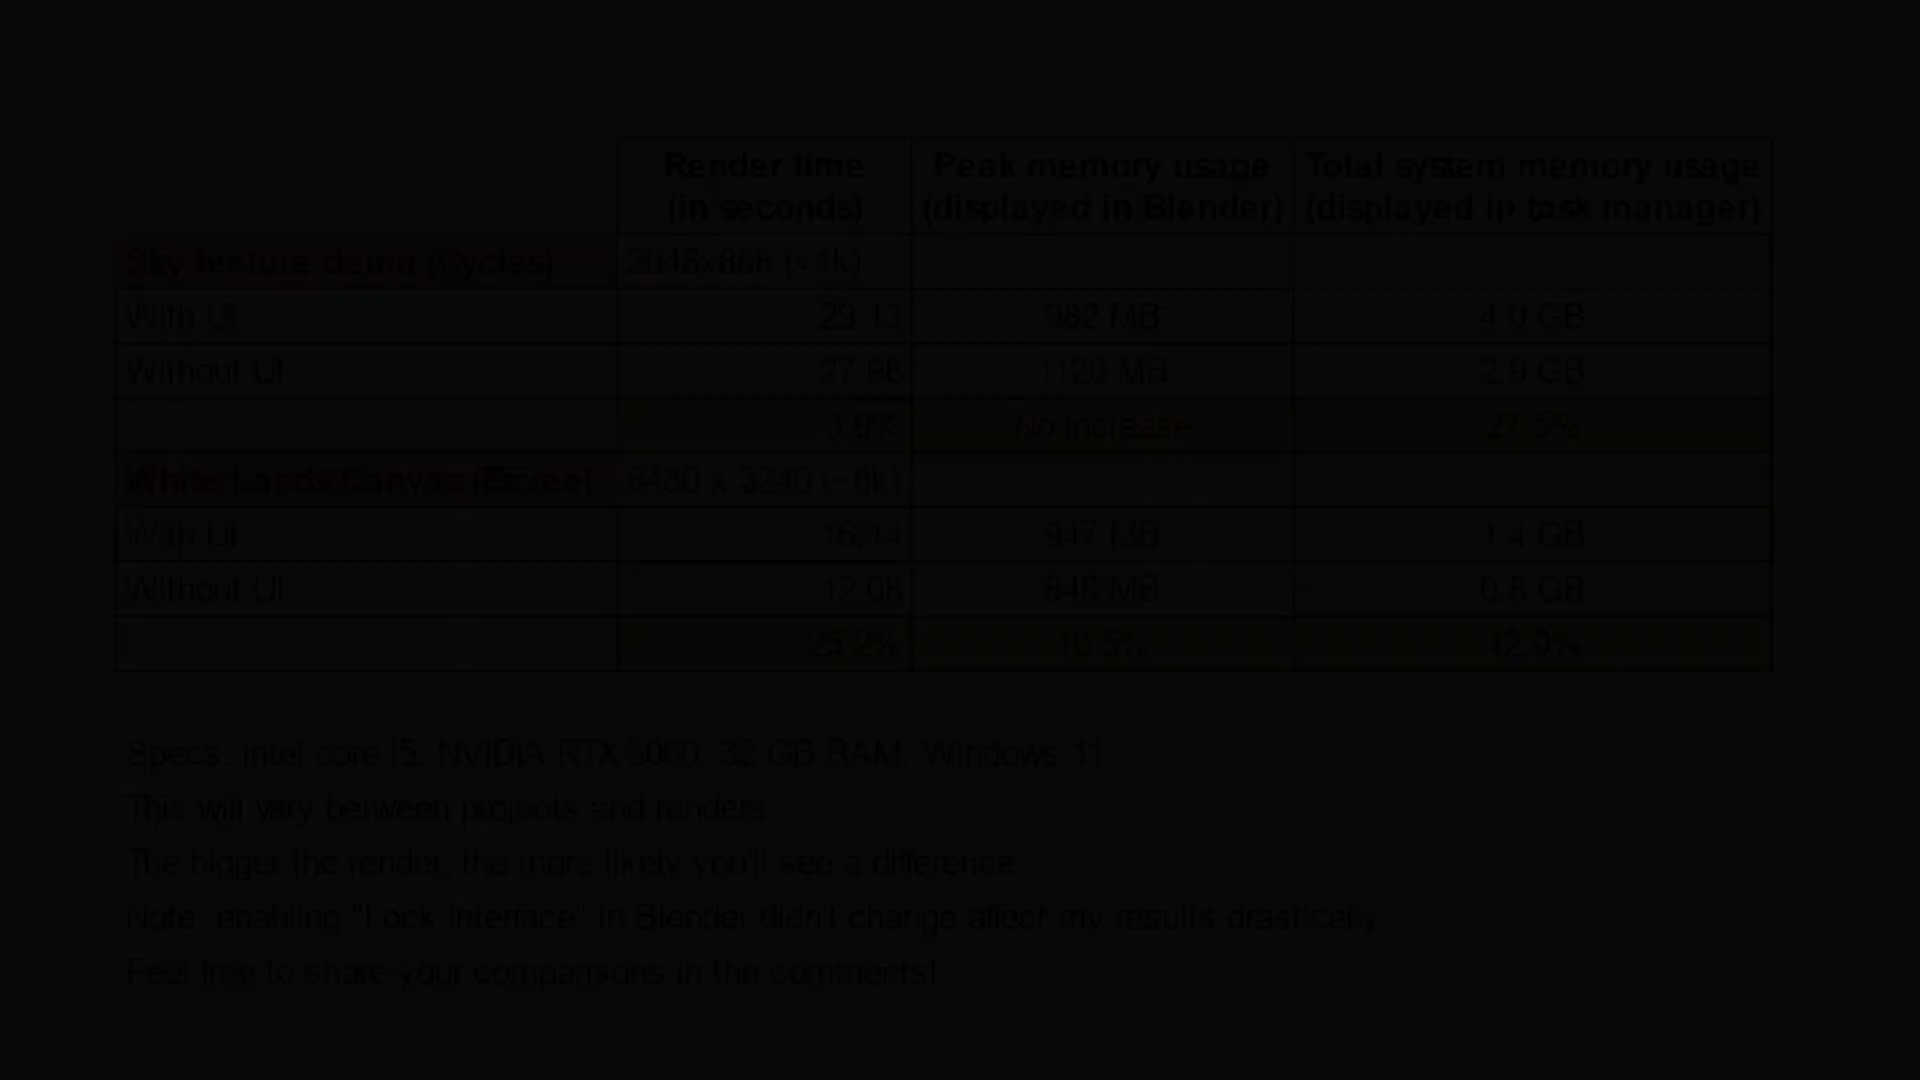 Render time Peak memory usage Total system memory usage
(in seconds) (displayed in Blender) (displayed in task manager)
Sky texture demo (Cycles) 2048x858 (<1k)
With UI 29.13 982 MB 4.0 GB
Without UI 27.98 1120 MB 2.9 GB
3.9% No increase 27.5%
White Lands Canvas (Eevee) 6480 x 3240 (~8k)
With UI 16.14 947 MB 1.4 GB
Without UI 12.08 848 MB 0.8 GB
25.2% 10.5% 42.9%
Specs: Intel core i5, NVIDIA RTX 3060, 32 GB RAM, Windows 11
This will vary between projects and renders
The bigger the render, the more likely you'll see a difference
Note: enabling "Lock Interface" in Blender didn't change affect my results drastically
Feel free to share your comparisons in the comments!